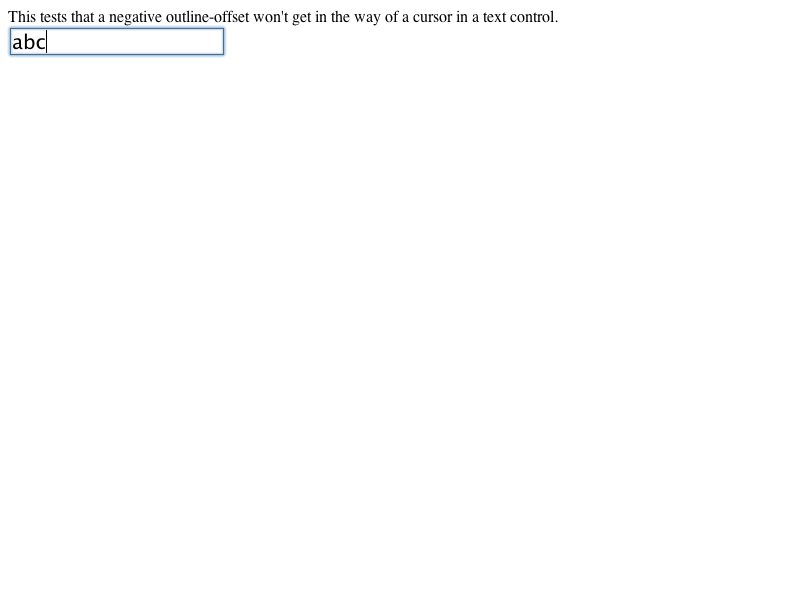 This tests that a negative outline-offset won't get in the way of a cursor in a text control.
abc